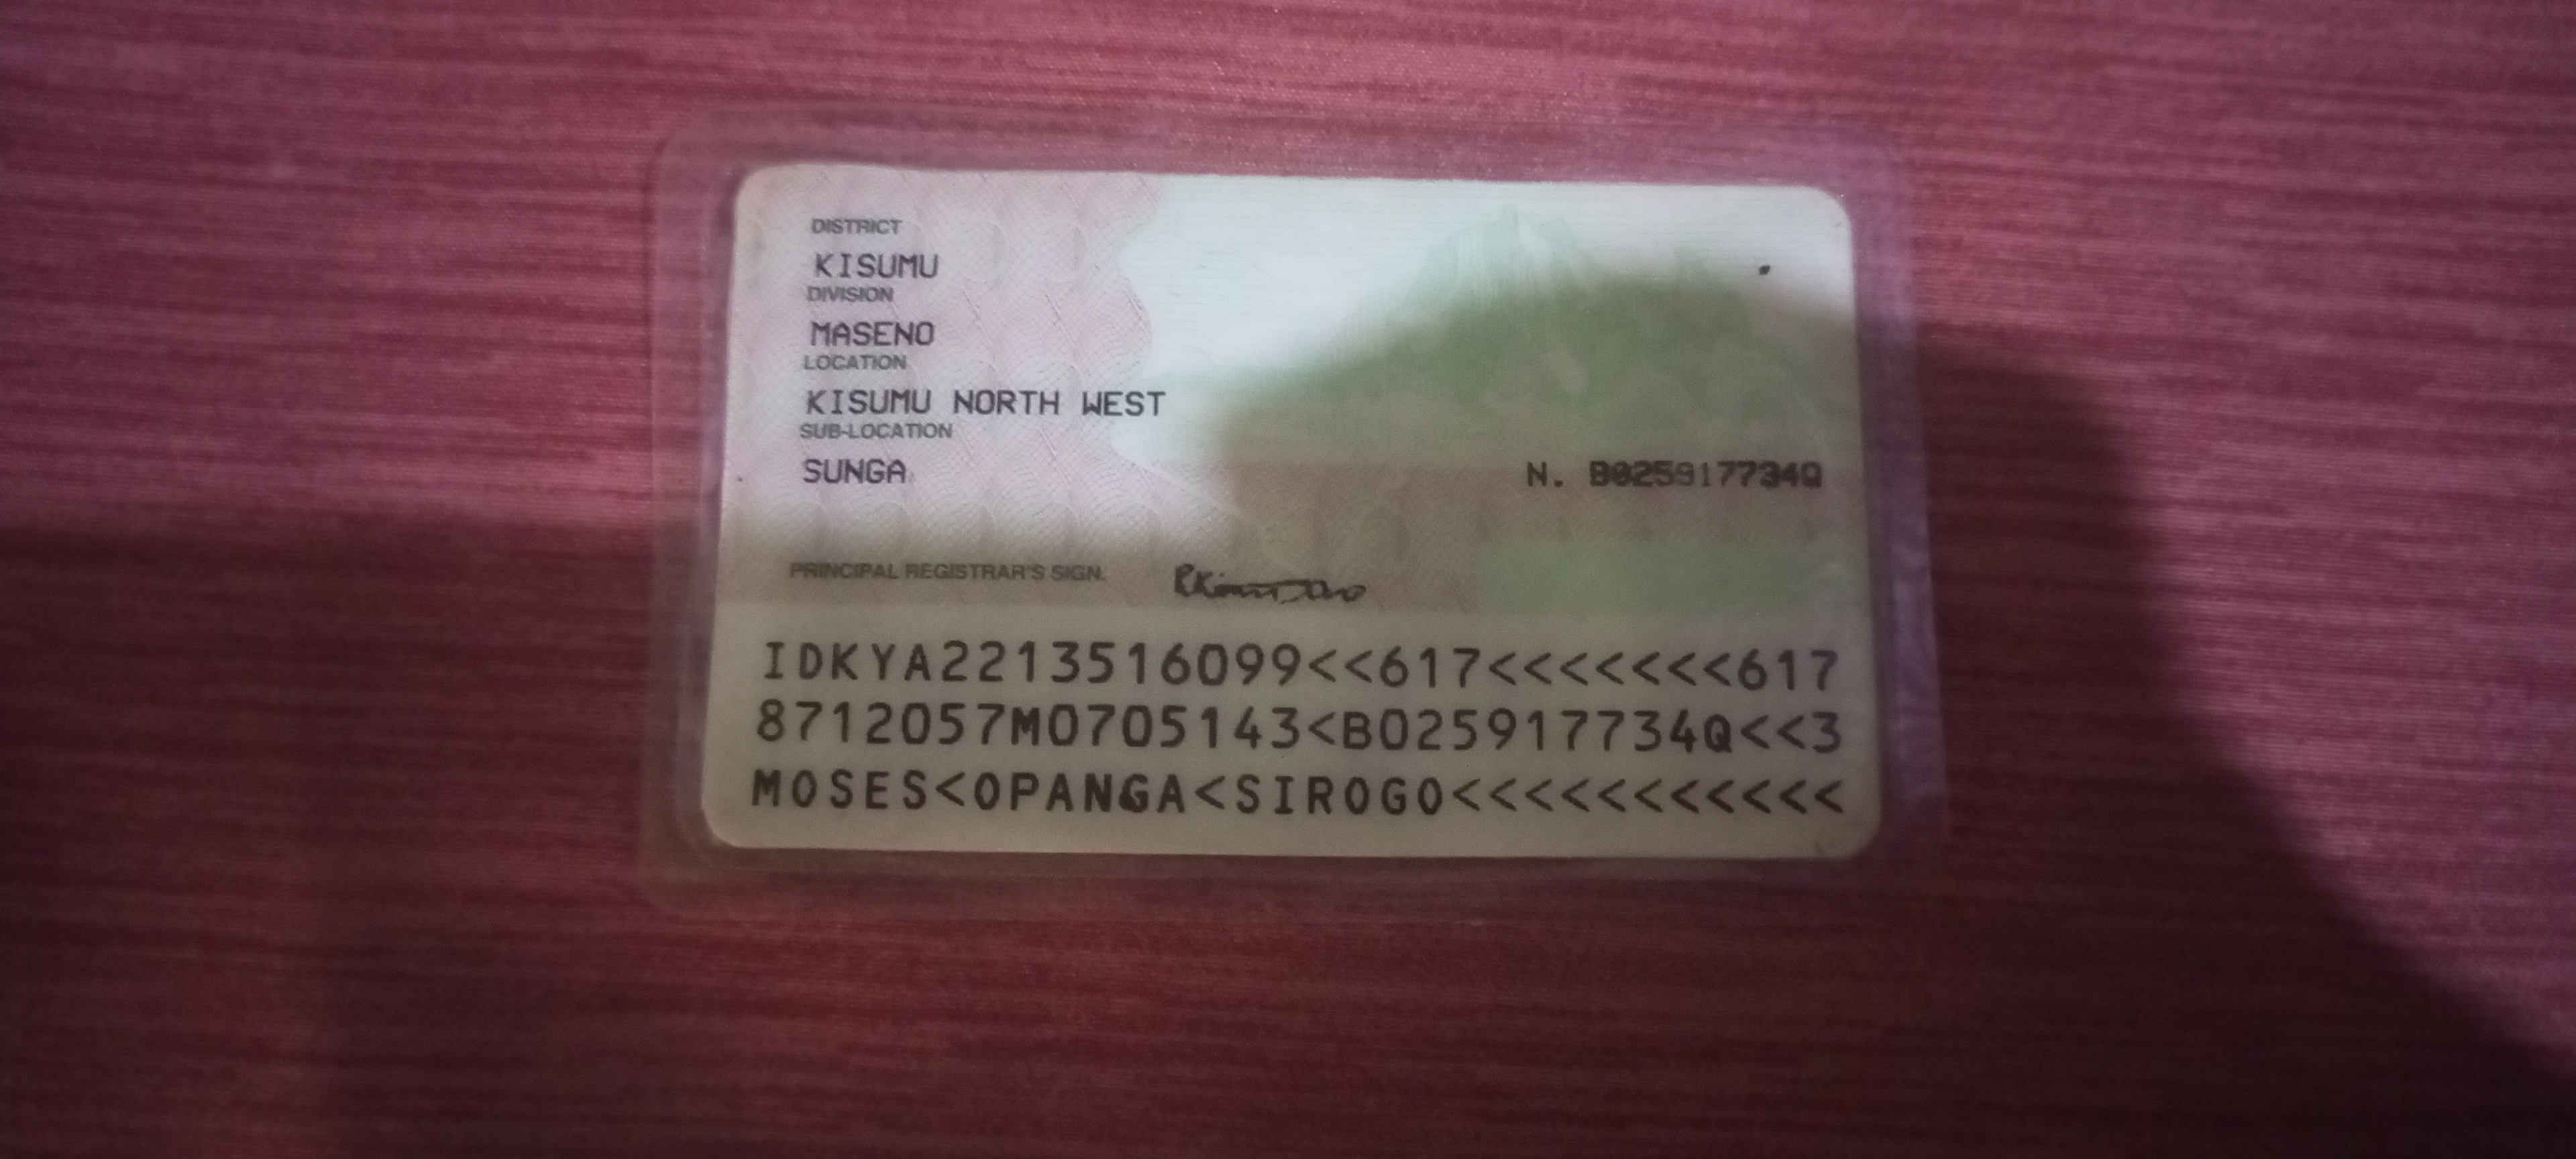 DISTRICT
KISUMU
DIVISION
MASENO
LOCATION
KISUMU NORTH WEST
SUB-LOCATION
SUNGA
N. B025917734Q
PRINCIPAL REGISTRAR'S SIGN.
IDKYA2213516099<<617<<<<<<<617
8712057M0705143<B025917734Q<<3
MOSES<OPANGA<SIROGO<<<<<<<<<<<